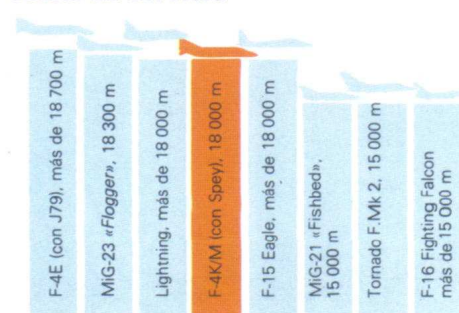 F-4E (con J79), más de 18 700 m
MiG-23 «Flogger», 18 300 m
Lightning, más de 18 000 m
F-4K/M (con Spey), 18 000 m
F-15 Eagle, más de 18 000 m
MiG-21 «Fishbed»,
15 000 m
Tornado F.Mk 2, 15 000 m
F-16 Fighting Falcon
más de 15 000 m